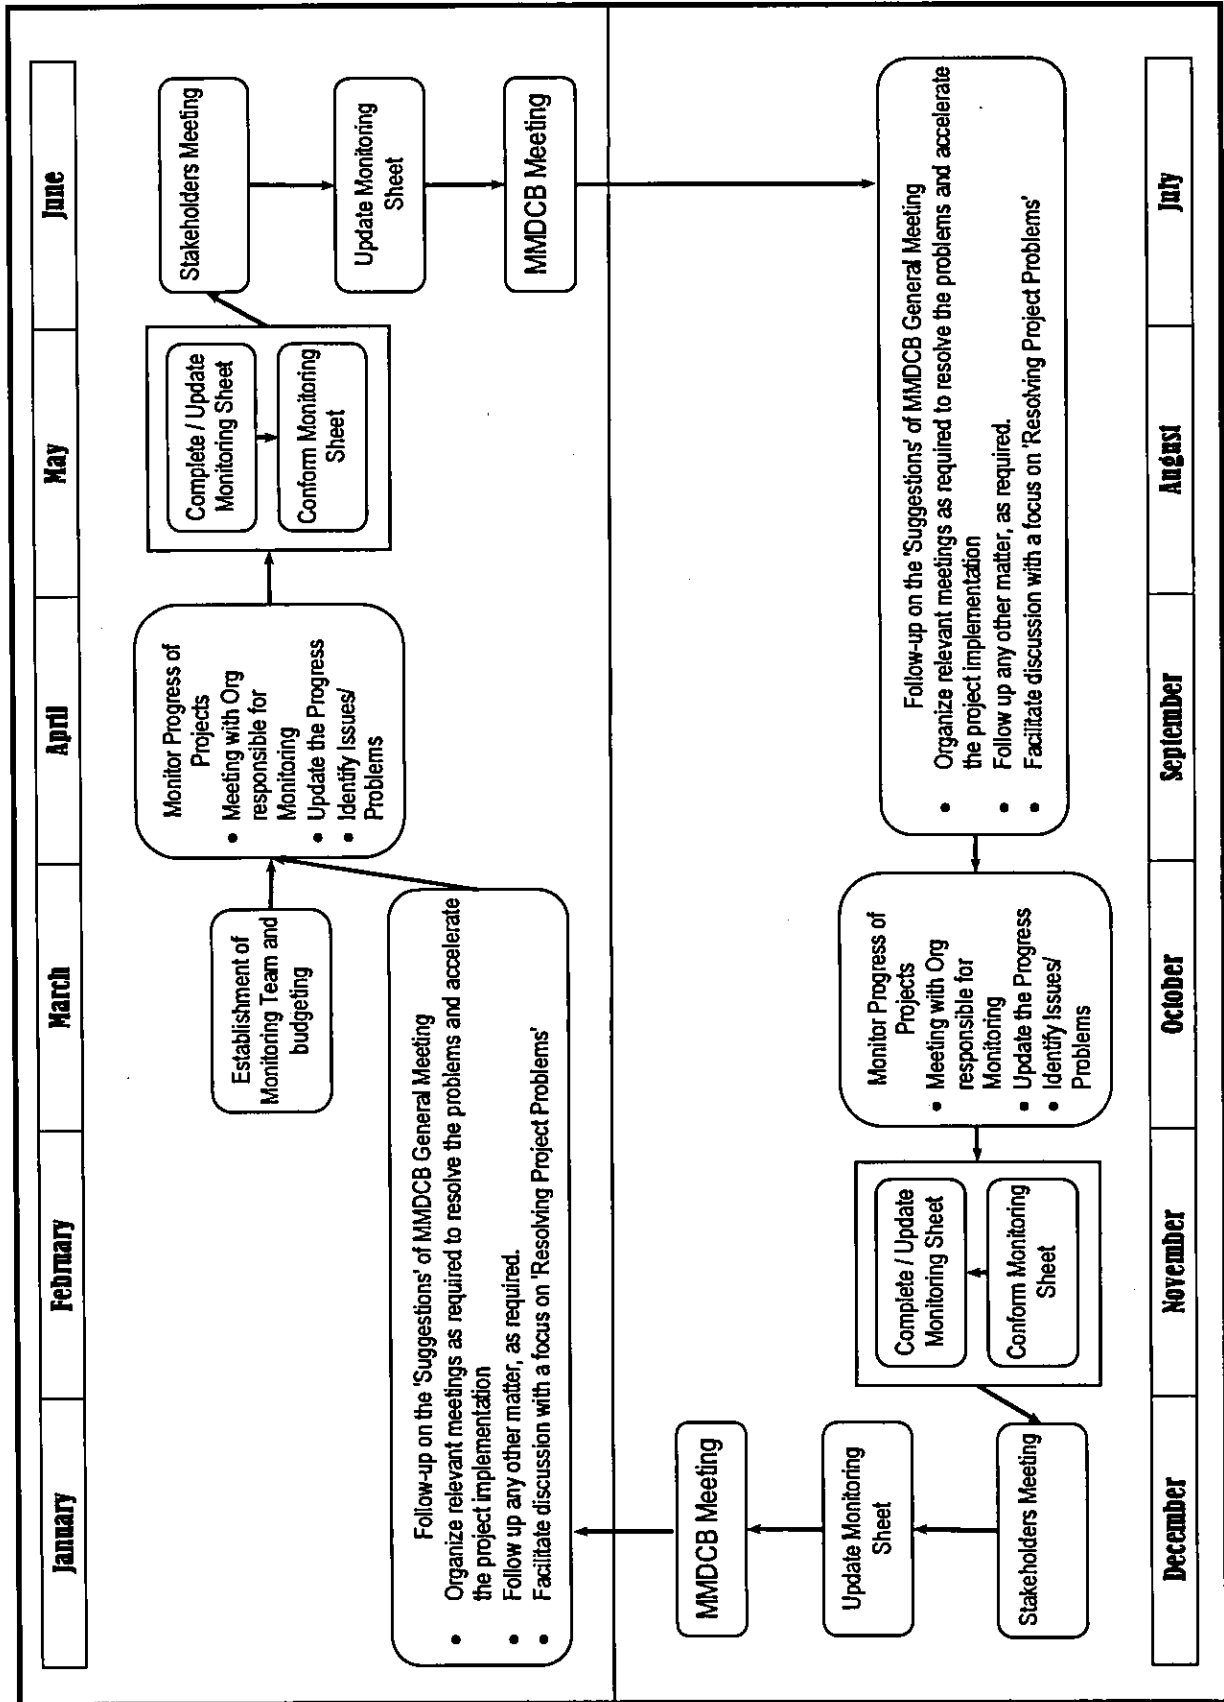 January
February
March
April
May
June
Establishment of
Monitoring Team and
budgeting
Monitor Progress of
Projects
• Meeting with Org
responsible for
Monitoring
• Update the Progress
• Identify Issues/
Problems
Complete / Update
Monitoring Sheet
Conform Monitoring
Sheet
Stakeholders Meeting
Update Monitoring
Sheet
MMDCB Meeting
Follow-up on the 'Suggestions' of MMDCB General Meeting
• Organize relevant meetings as required to resolve the problems and accelerate
the project implementation
• Follow up any other matter, as required.
• Facilitate discussion with a focus on 'Resolving Project Problems'
MMDCB Meeting
Update Monitoring
Sheet
Stakeholders Meeting
Complete / Update
Monitoring Sheet
Conform Monitoring
Sheet
Monitor Progress of
Projects
• Meeting with Org
responsible for
Monitoring
• Update the Progress
• Identify Issues/
Problems
Follow-up on the 'Suggestions' of MMDCB General Meeting
• Organize relevant meetings as required to resolve the problems and accelerate
the project implementation
• Follow up any other matter, as required.
• Facilitate discussion with a focus on 'Resolving Project Problems'
December
November
October
September
August
July